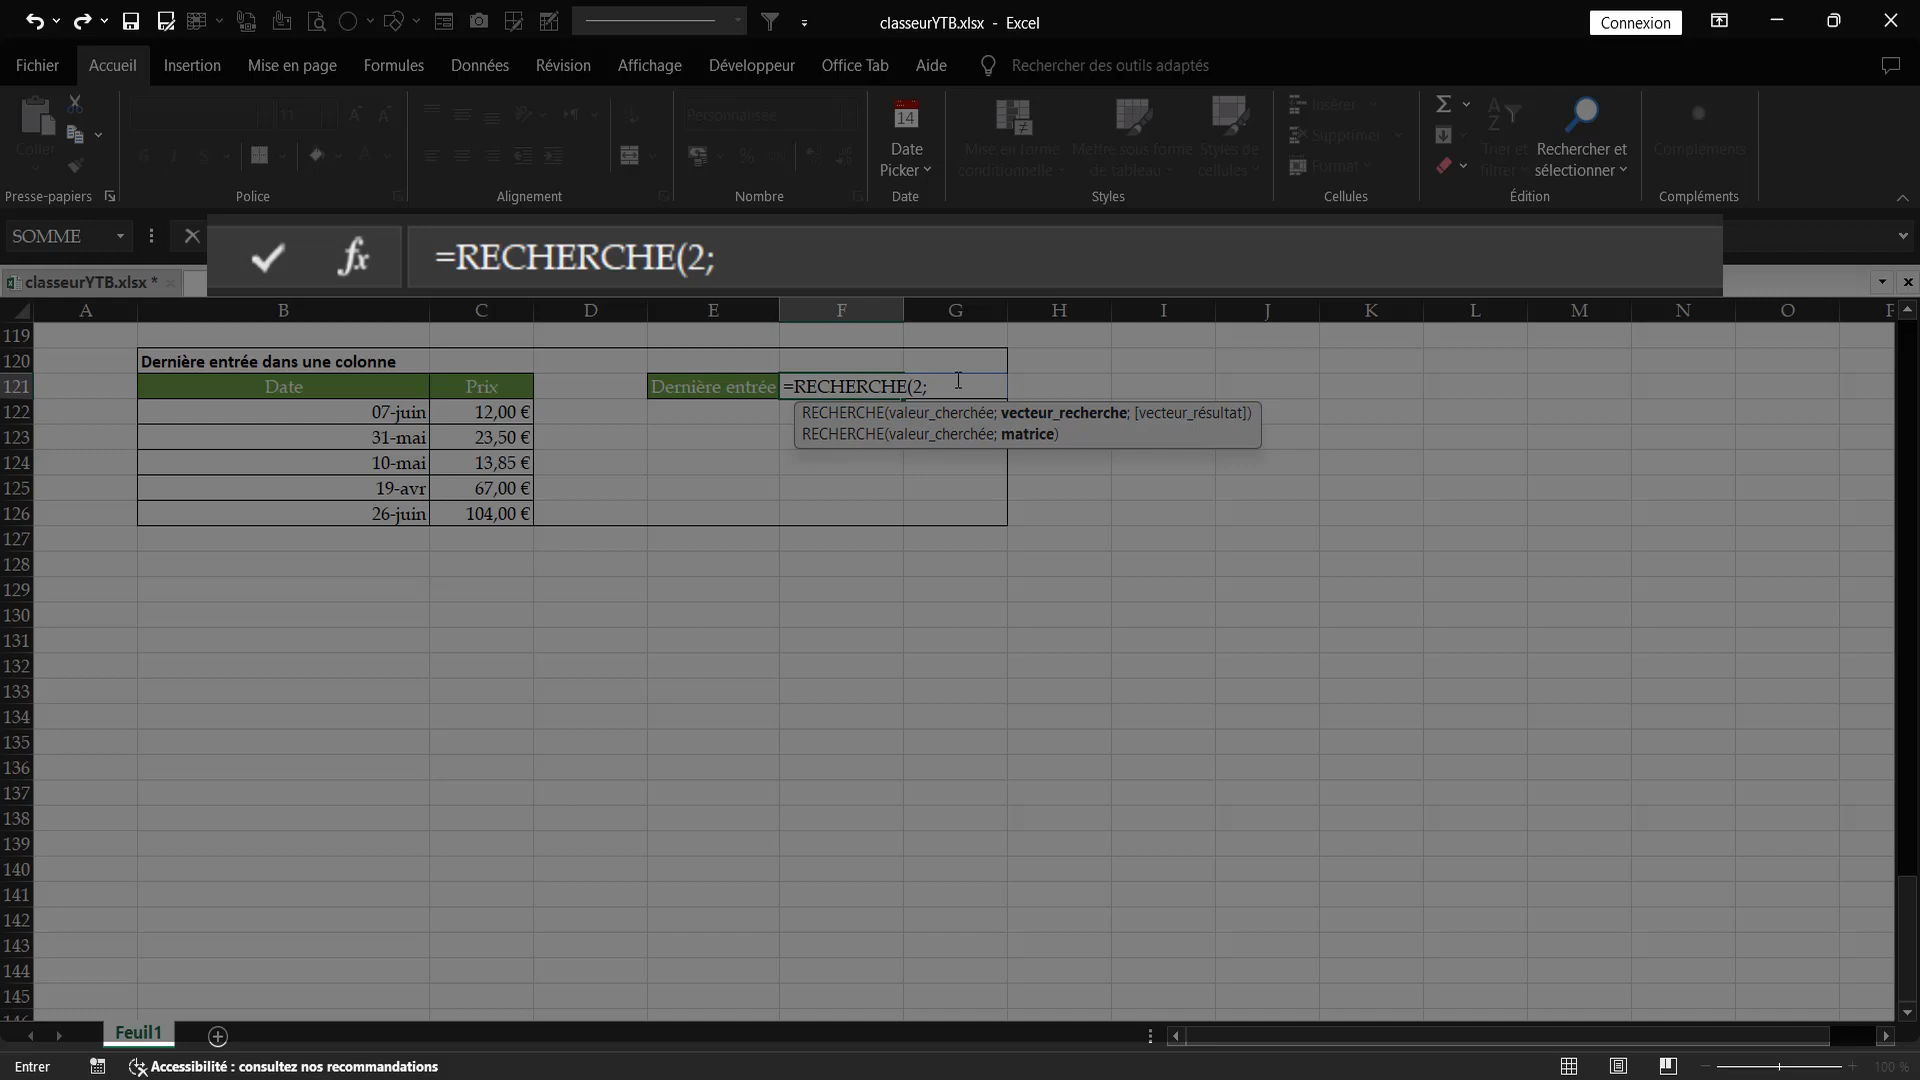 classeurYTB.xlsx - Excel
Connexion
Fichier
Accueil
Insertion
Mise en page
Formules
Données
Révision
Affichage
Développeur
Office Tab
Aide
Rechercher des outils adaptés
Coller
11
G I S
Personnalisée
14
Date
Picker
Mise en forme
conditionnelle
Mettre sous forme
de tableau
Styles de
cellules
Insérer
Supprimer
Format
Trier et
filtrer
Rechercher et
sélectionner
Compléments
Presse-papiers
Police
Alignement
Nombre
Date
Styles
Cellules
Édition
Compléments
SOMME
fx
=RECHERCHE(2;
classeurYTB.xlsx *
A B C D E F G H I J K L M N O P
119
120 Dernière entrée dans une colonne
121 Date Prix Dernière entrée =RECHERCHE(2;
122 07-juin 12,00 € RECHERCHE(valeur_cherchée; vecteur_recherche; [vecteur_résultat])
RECHERCHE(valeur_cherchée; matrice)
123 31-mai 23,50 €
124 10-mai 13,85 €
125 19-avr 67,00 €
126 26-juin 104,00 €
127
128
129
130
131
132
133
134
135
136
137
138
139
140
141
142
143
144
145
146
Feuil1
Entrer
Accessibilité : consultez nos recommandations
100 %